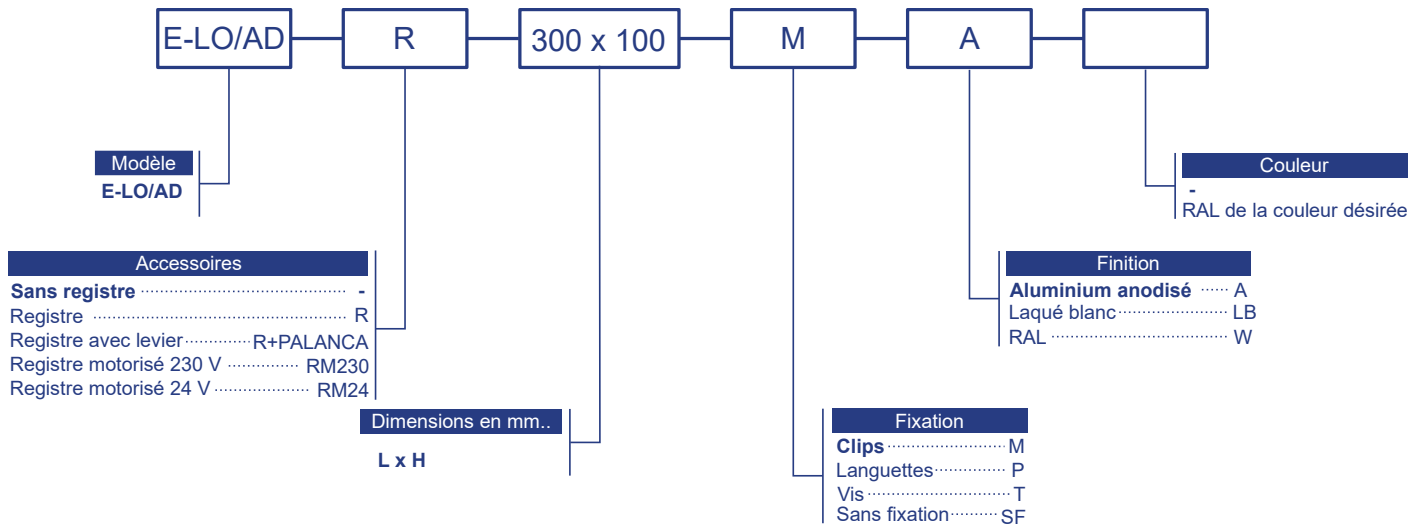 E-LO/AD R 300 x 100 M A
Modèle
E-LO/AD
Couleur
-
RAL de la couleur désirée
Accessoires
Sans registre -
Registre R
Registre avec levier R+PALANCA
Registre motorisé 230 V RM230
Registre motorisé 24 V RM24
Finition
Aluminium anodisé A
Laqué blanc LB
RAL W
Dimensions en mm..
L x H
Fixation
Clips M
Languettes P
Vis T
Sans fixation SF